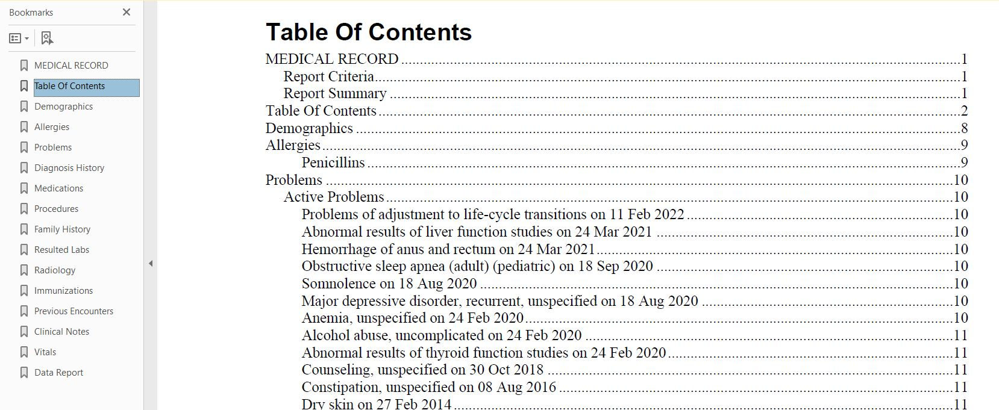 Bookmarks
MEDICAL RECORD
Table Of Contents
Demographics
Allergies
Problems
Diagnosis History
Medications
Procedures
Family History
Resulted Labs
Radiology
Immunizations
Previous Encounters
Clinical Notes
Vitals
Data Report
Table Of Contents
MEDICAL RECORD 1
Report Criteria 1
Report Summary 1
Table Of Contents 2
Demographics 8
Allergies 9
Penicillins 9
Problems 10
Active Problems 10
Problems of adjustment to life-cycle transitions on 11 Feb 2022 10
Abnormal results of liver function studies on 24 Mar 2021 10
Hemorrhage of anus and rectum on 24 Mar 2021 10
Obstructive sleep apnea (adult) (pediatric) on 18 Sep 2020 10
Somnolence on 18 Aug 2020 10
Major depressive disorder, recurrent, unspecified on 18 Aug 2020 10
Anemia, unspecified on 24 Feb 2020 10
Alcohol abuse, uncomplicated on 24 Feb 2020 11
Abnormal results of thyroid function studies on 24 Feb 2020 11
Counseling, unspecified on 30 Oct 2018 11
Constipation, unspecified on 08 Aug 2016 11
Dry skin on 27 Feb 2014 11